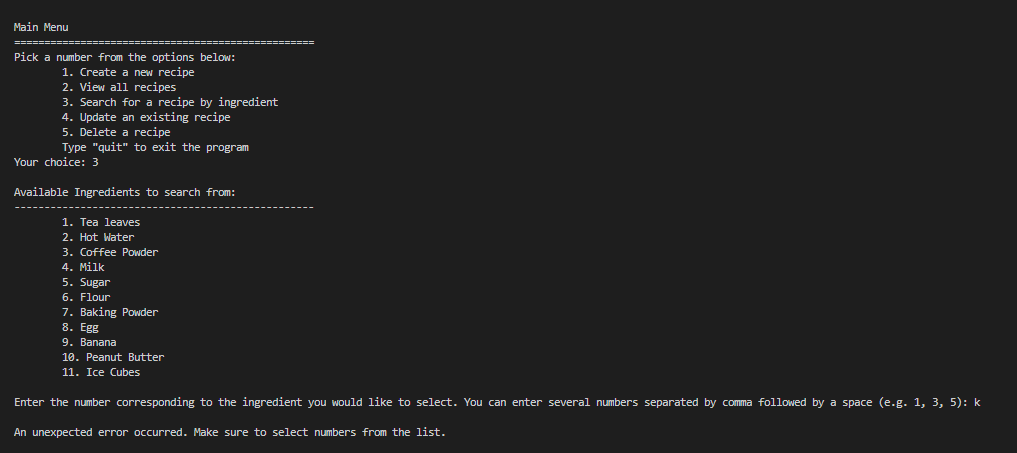 Main Menu
==================================================
Pick a number from the options below:
1. Create a new recipe
2. View all recipes
3. Search for a recipe by ingredient
4. Update an existing recipe
5. Delete a recipe
Type "quit" to exit the program
Your choice: 3
Available Ingredients to search from:
--------------------------------------------------
1. Tea leaves
2. Hot Water
3. Coffee Powder
4. Milk
5. Sugar
6. Flour
7. Baking Powder
8. Egg
9. Banana
10. Peanut Butter
11. Ice Cubes
Enter the number corresponding to the ingredient you would like to select. You can enter several numbers separated by comma followed by a space (e.g. 1, 3, 5): k
An unexpected error occurred. Make sure to select numbers from the list.